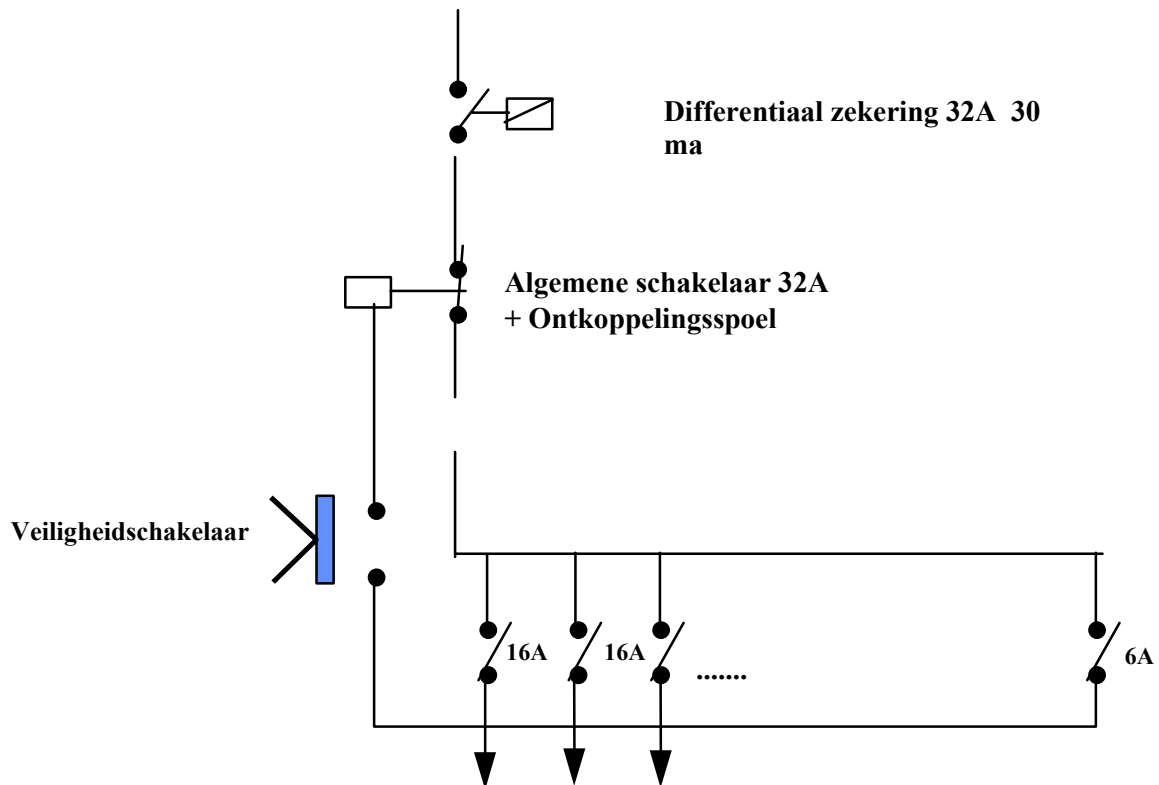 Differentiaal zekering 32A 30
ma
Algemene schakelaar 32A
+ Ontkoppelingsspoel
Veiligheidschakelaar
16A
16A
.......
6A